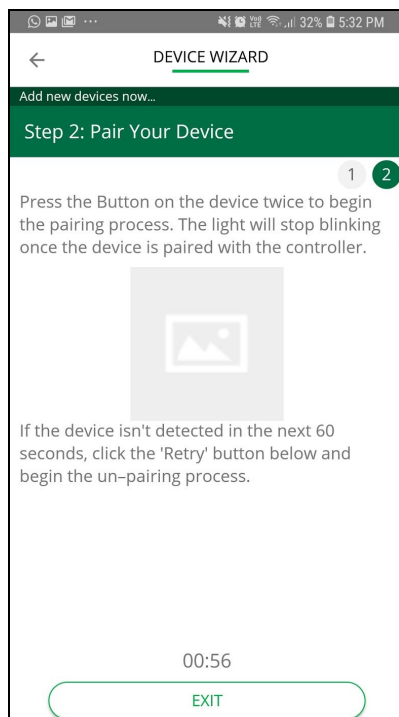 VoD LTE 32% 5:32 PM
DEVICE WIZARD
Add new devices now...
Step 2: Pair Your Device
1 2
Press the Button on the device twice to begin
the pairing process. The light will stop blinking
once the device is paired with the controller.
If the device isn't detected in the next 60
seconds, click the 'Retry' button below and
begin the un–pairing process.
00:56
EXIT